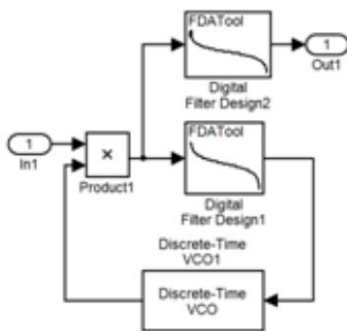 FDATool
1
Out1
Digital
Filter Design2
1
In1
×
Product1
FDATool
Digital
Filter Design1
Discrete-Time
VCO1
Discrete-Time
VCO